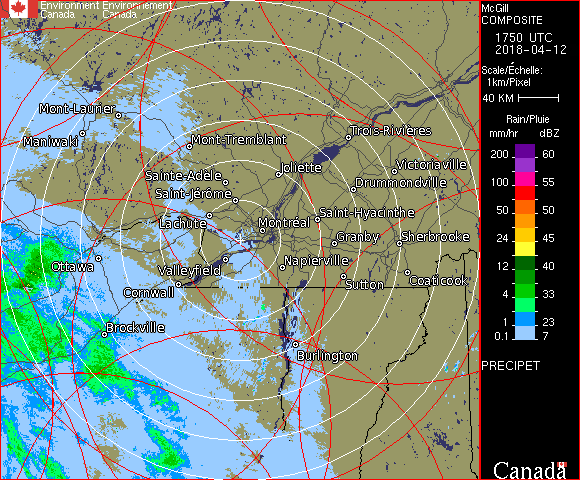 Environment Environnement
Canada Canada
McGill
COMPOSITE
1750 UTC
2018-04-12
Scale/Échelle:
1km/Pixel
40 KM
Rain/Pluie
mm/hr dBZ
200 60
100 55
50 50
24 45
12 40
4 33
1 23
0.1 7
PRECIPET
Canada
Mont-Laurier
Maniwaki
Mont-Tremblant
Trois-Rivières
Sainte-Adèle
Joliette
Victoriaville
Saint-Jérôme
Drummondville
Lachute
Saint-Hyacinthe
Montréal
Granby
Sherbrooke
Ottawa
Valleyfield
Napierville
Cornwall
Sutton
Coaticook
Brockville
Burlington